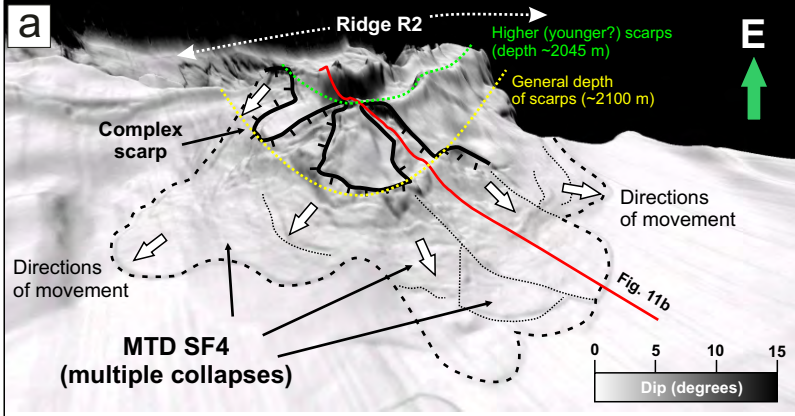 a
Ridge R2
Higher (younger?) scarps
(depth ~2045 m)
E
General depth
of scarps (~2100 m)
Complex
scarp
Directions
of movement
Directions
of movement
Fig. 11b
MTD SF4
(multiple collapses)
0 5 10 15
Dip (degrees)